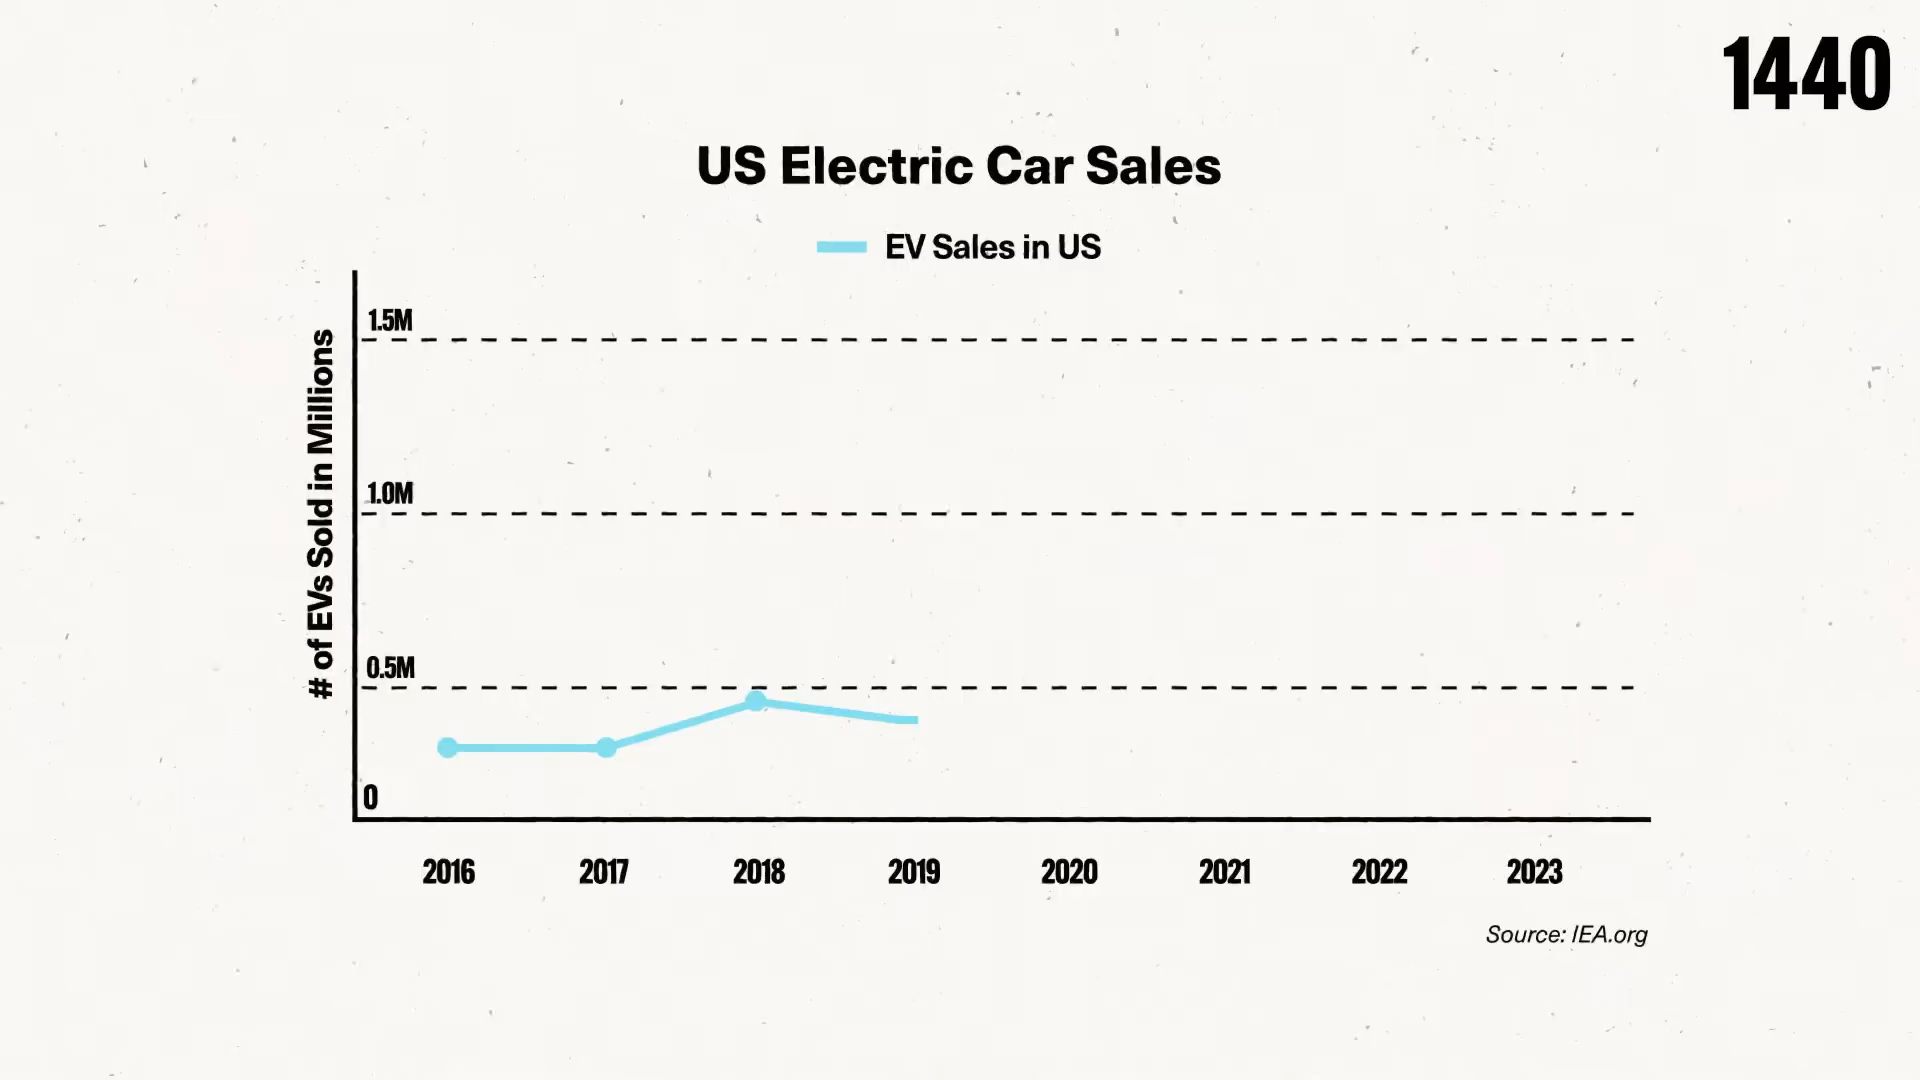 1440
US Electric Car Sales
EV Sales in US
# of EVs Sold in Millions
1.5M
1.0M
0.5M
0
2016 2017 2018 2019 2020 2021 2022 2023
Source: IEA.org